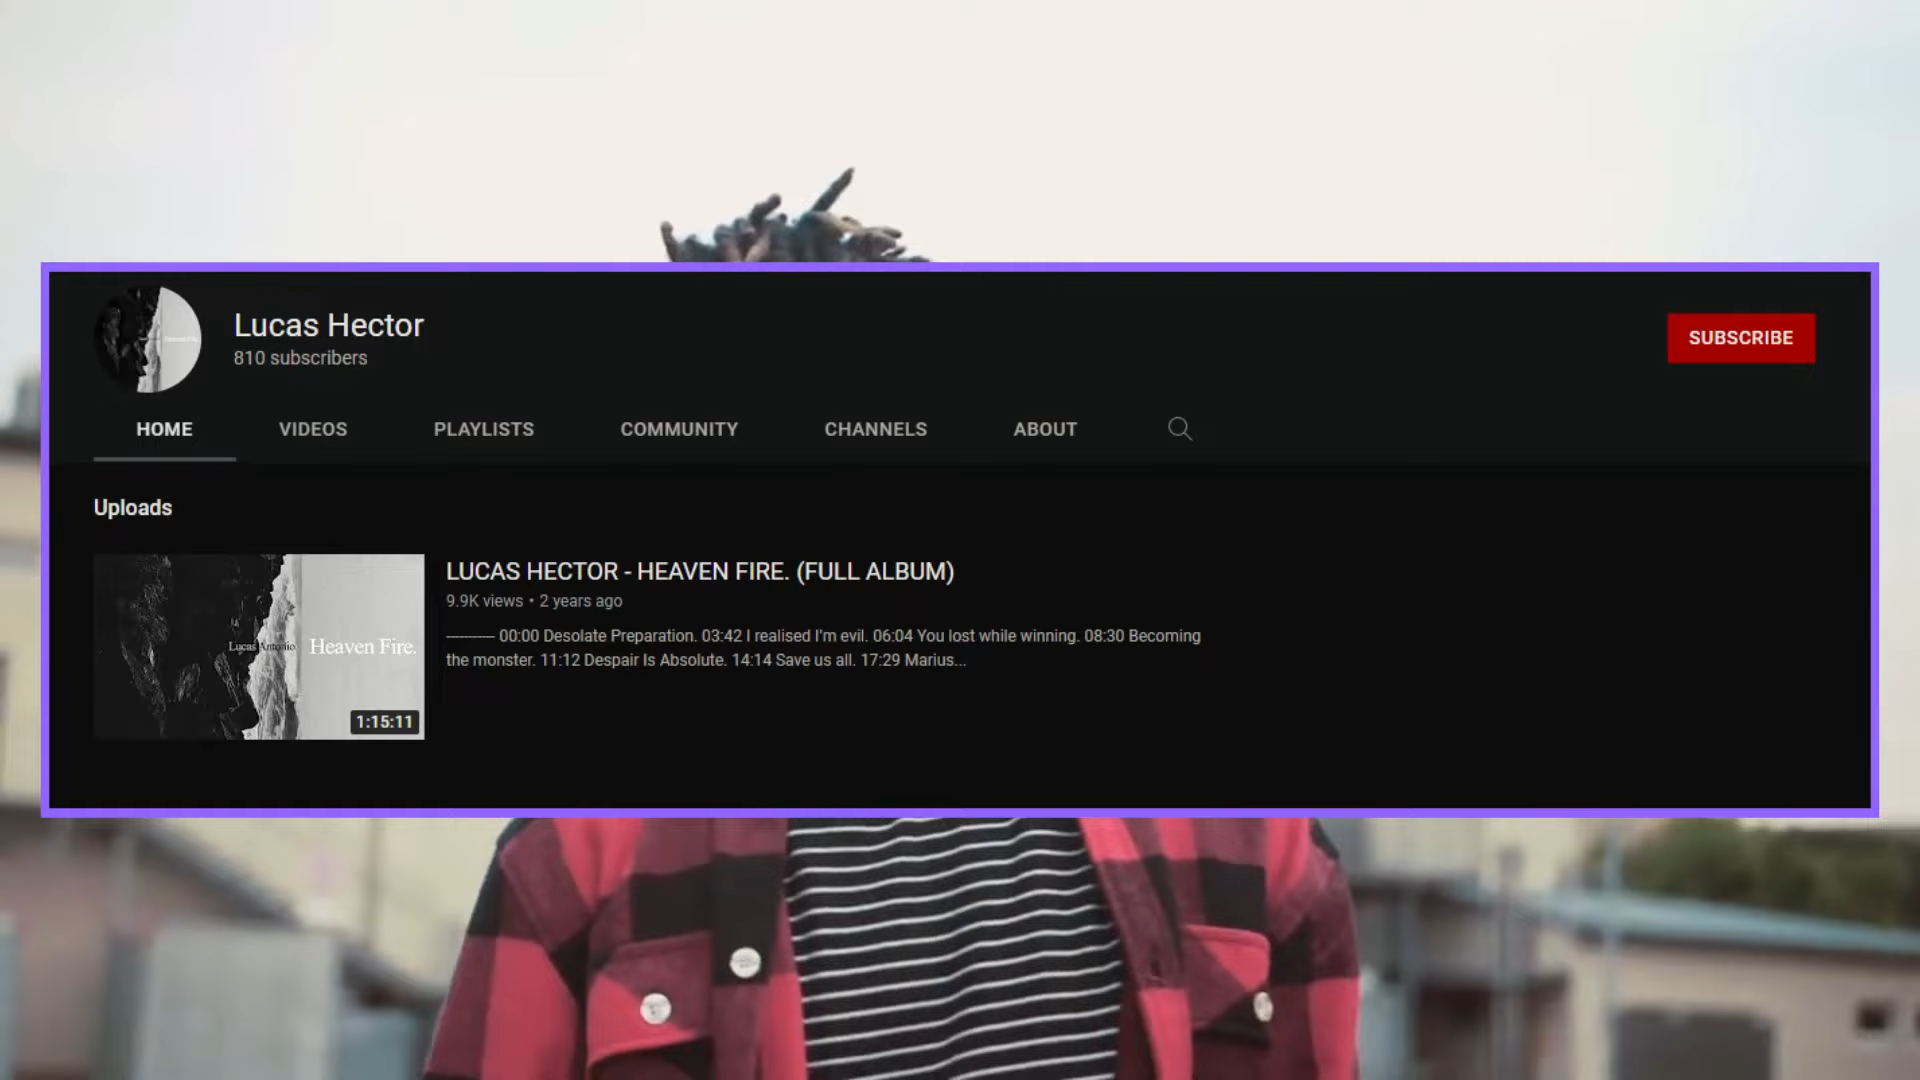 Lucas Hector
810 subscribers
SUBSCRIBE
HOME VIDEOS PLAYLISTS COMMUNITY CHANNELS ABOUT
Uploads
Lucas Antonio Heaven Fire.
1:15:11
LUCAS HECTOR - HEAVEN FIRE. (FULL ALBUM)
9.9K views • 2 years ago
----------- 00:00 Desolate Preparation. 03:42 I realised I'm evil. 06:04 You lost while winning. 08:30 Becoming
the monster. 11:12 Despair Is Absolute. 14:14 Save us all. 17:29 Marius...